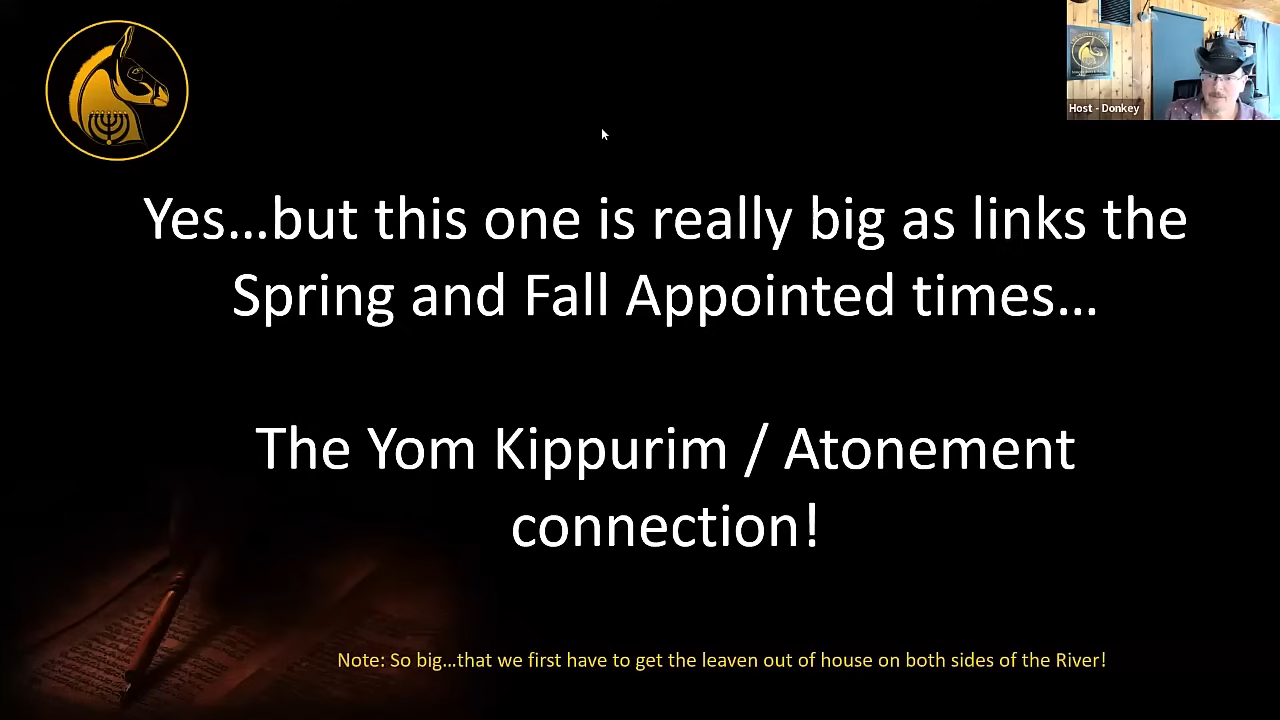 Host - Donkey
Yes...but this one is really big as links the
Spring and Fall Appointed times...
The Yom Kippurim / Atonement
connection!
Note: So big...that we first have to get the leaven out of house on both sides of the River!